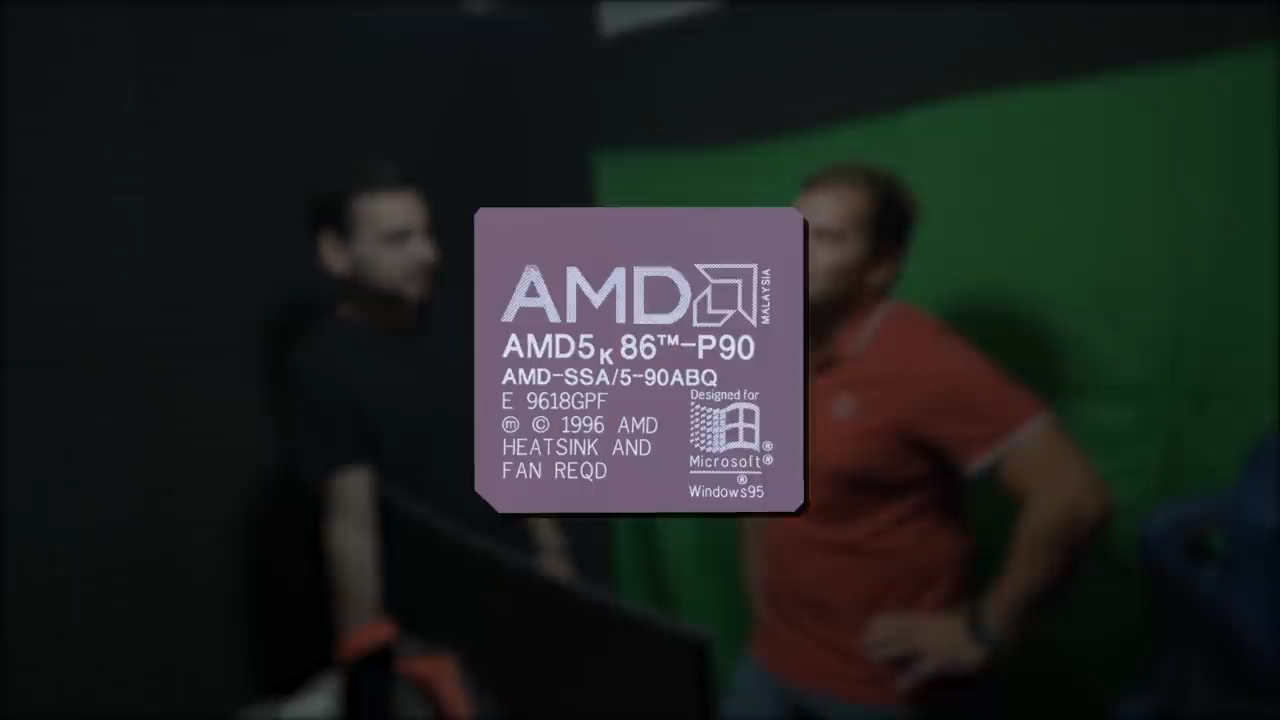 AMD
MALAYSIA
AMD5K86™-P90
AMD-SSA/5-90ABQ
E 9618GPF
ⓜ © 1996 AMD
HEATSINK AND
FAN REQD
Designed for
Microsoft®
®
Windows95